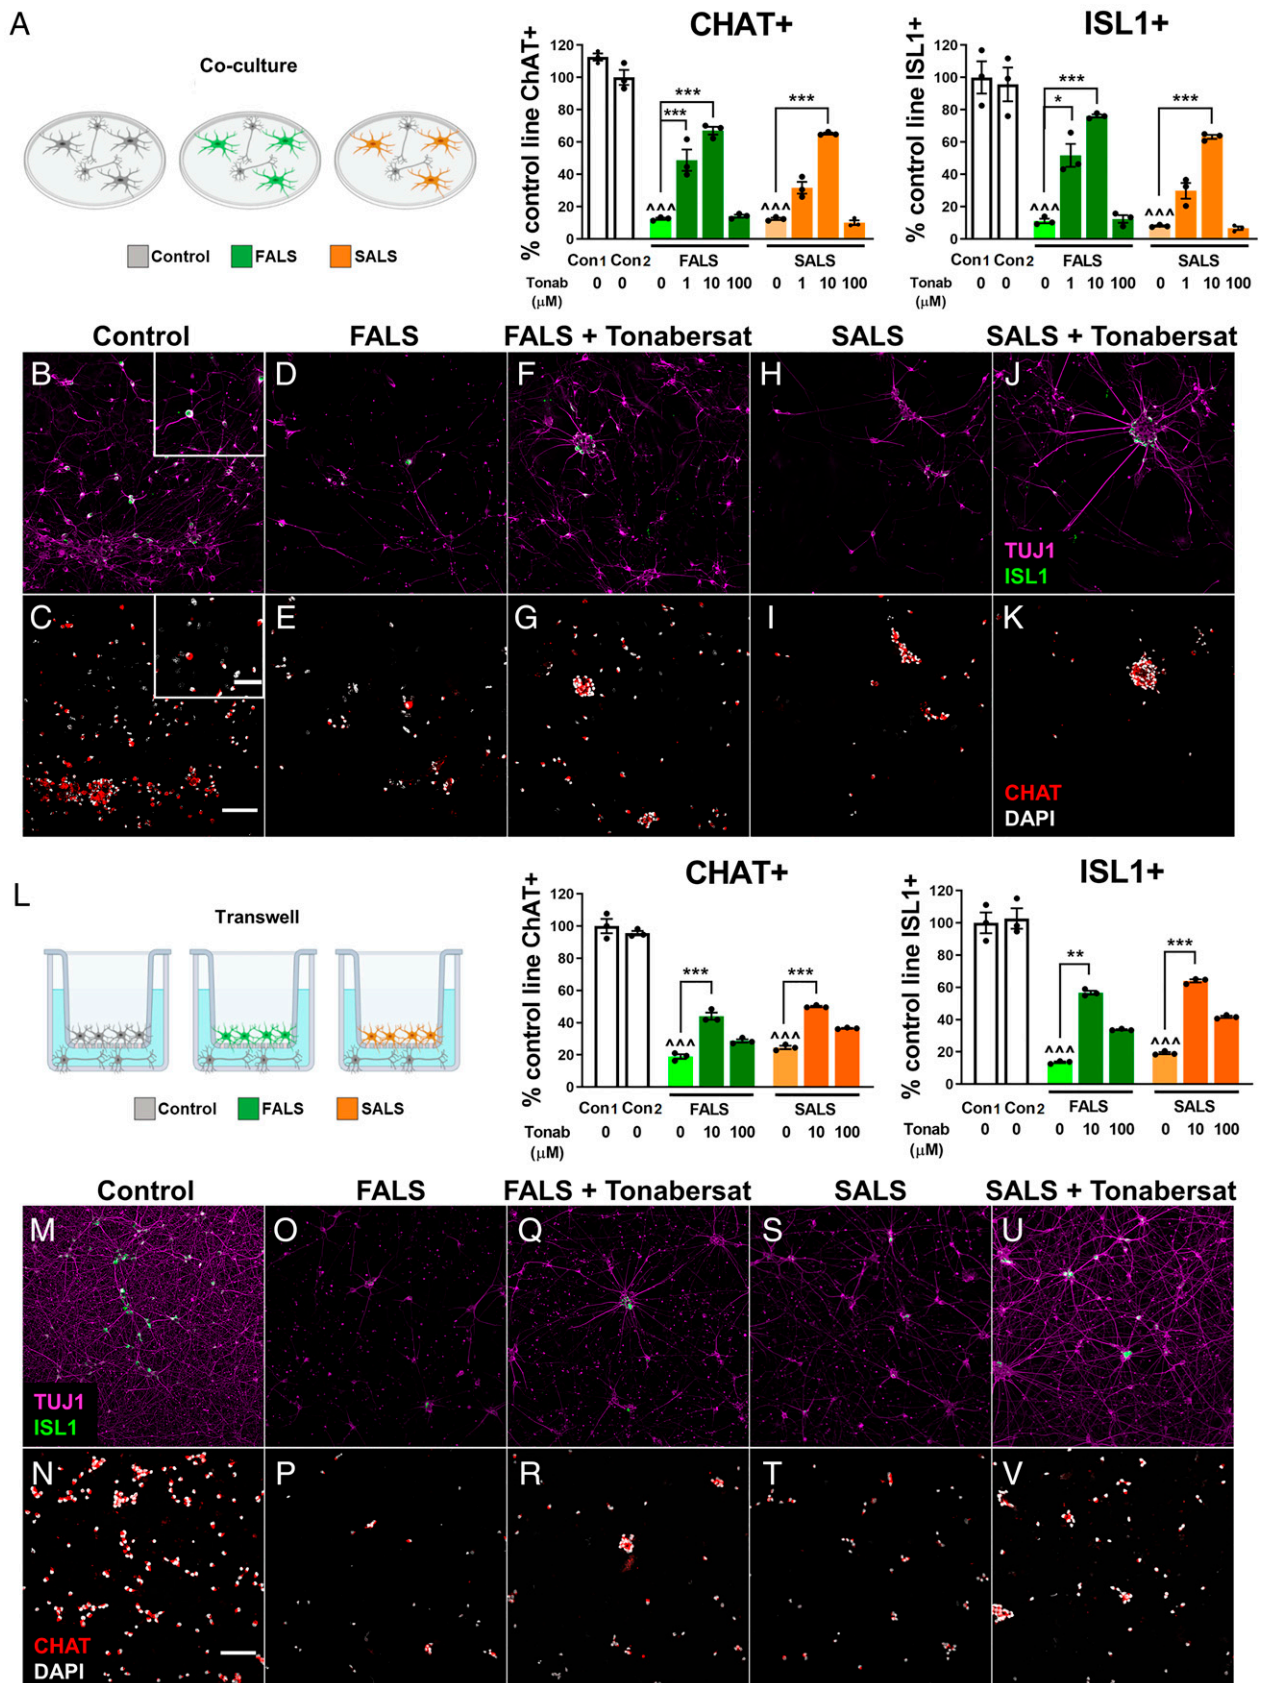 A
Co-culture
Control FALS SALS
CHAT+
% control line ChAT+
120
100
80
60
40
20
0
*** *** ***
^^^ ^^^
Con1 Con2 FALS SALS
Tonab (μM) 0 0 0 1 10 100 0 1 10 100
ISL1+
% control line ISL1+
120
100
80
60
40
20
0
* *** ***
^^^ ^^^
Con1 Con2 FALS SALS
Tonab (μM) 0 0 0 1 10 100 0 1 10 100
Control FALS FALS + Tonabersat SALS SALS + Tonabersat
B D F H J
TUJ1
ISL1
C E G I K
CHAT
DAPI
L
Transwell
Control FALS SALS
CHAT+
% control line ChAT+
120
100
80
60
40
20
0
*** ***
^^^ ^^^
Con1 Con2 FALS SALS
Tonab (μM) 0 0 0 10 100 0 10 100
ISL1+
% control line ISL1+
120
100
80
60
40
20
0
** ***
^^^ ^^^
Con1 Con2 FALS SALS
Tonab (μM) 0 0 0 10 100 0 10 100
Control FALS FALS + Tonabersat SALS SALS + Tonabersat
M O Q S U
TUJ1
ISL1
N P R T V
CHAT
DAPI